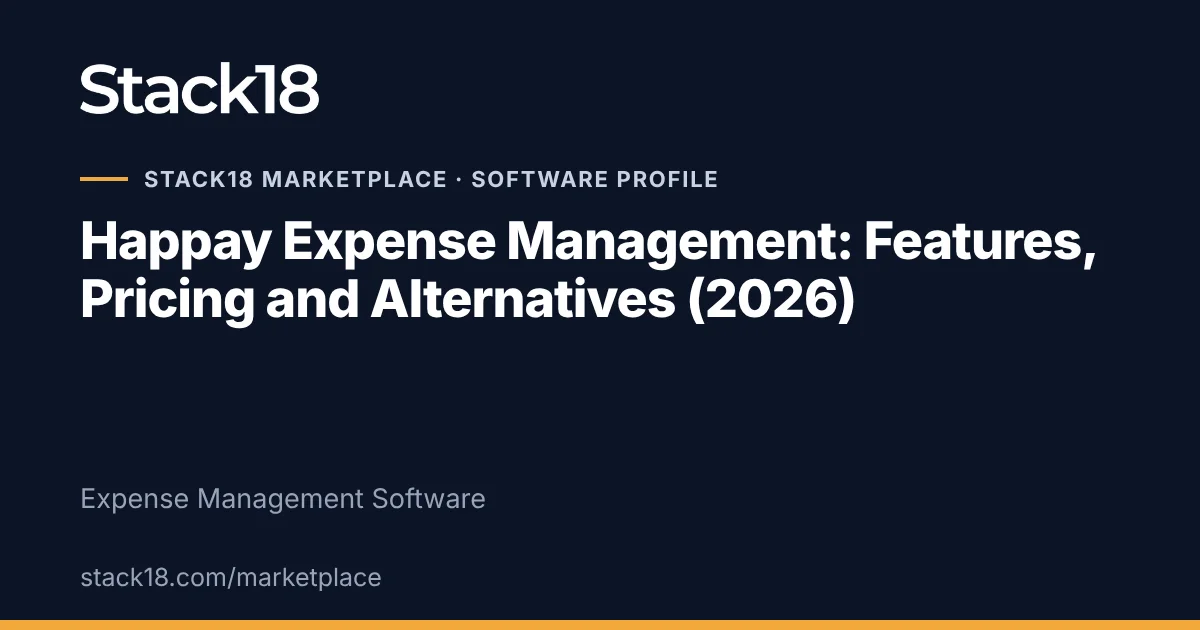 Stack18
STACK18 MARKETPLACE · SOFTWARE PROFILE
Happay Expense Management: Features,
Pricing and Alternatives (2026)
Expense Management Software
stack18.com/marketplace